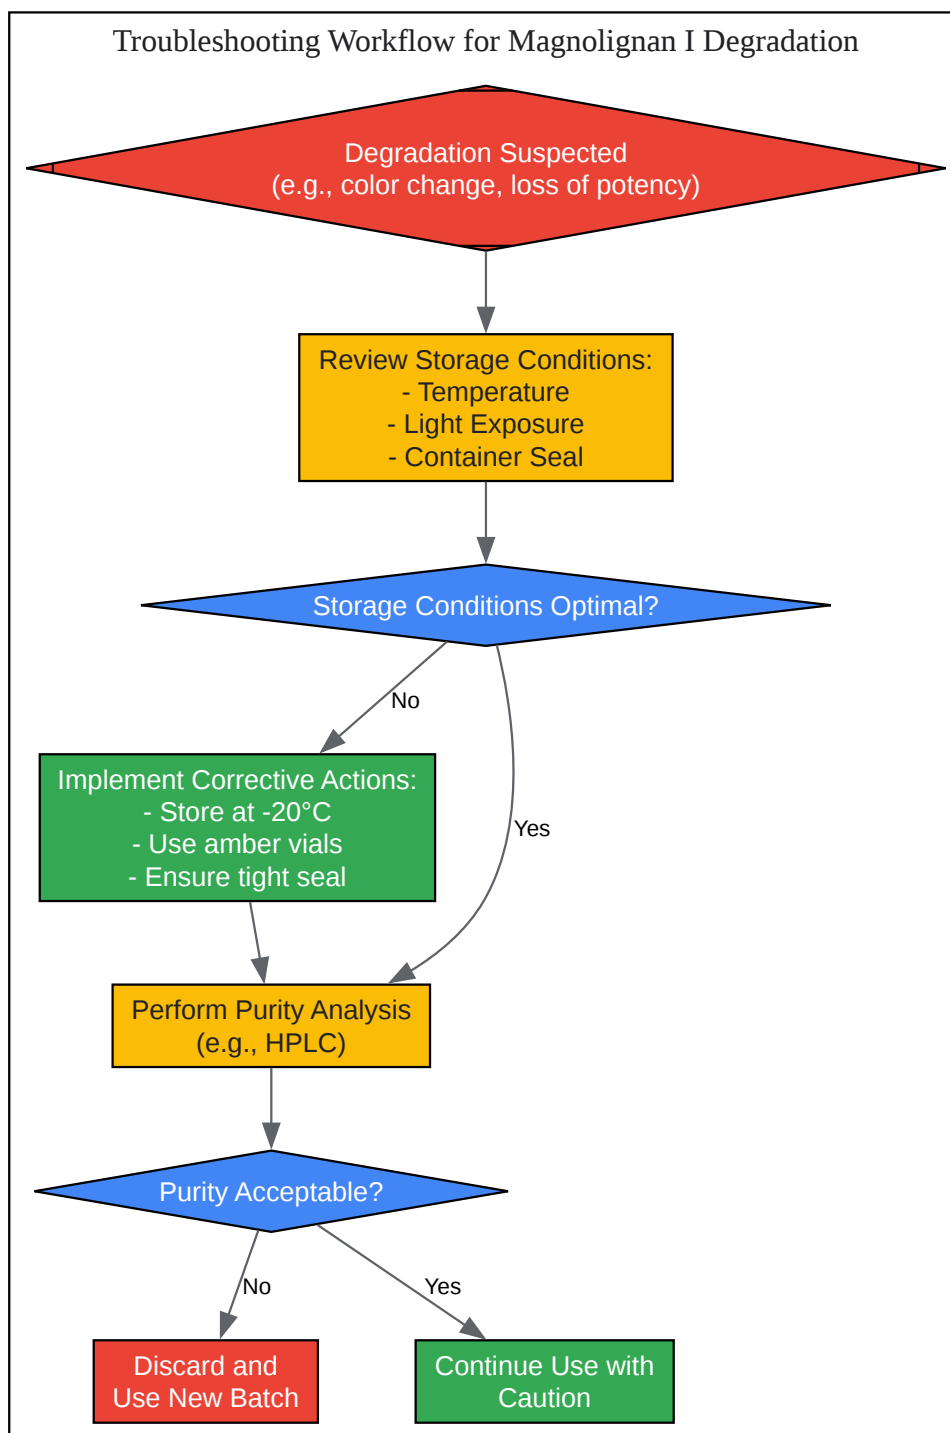 Troubleshooting Workflow for Magnolignan I Degradation
Degradation Suspected
(e.g., color change, loss of potency)
Review Storage Conditions:
- Temperature
- Light Exposure
- Container Seal
Storage Conditions Optimal?
No
Yes
Implement Corrective Actions:
- Store at -20°C
- Use amber vials
- Ensure tight seal
Perform Purity Analysis
(e.g., HPLC)
Purity Acceptable?
No
Yes
Discard and
Use New Batch
Continue Use with
Caution